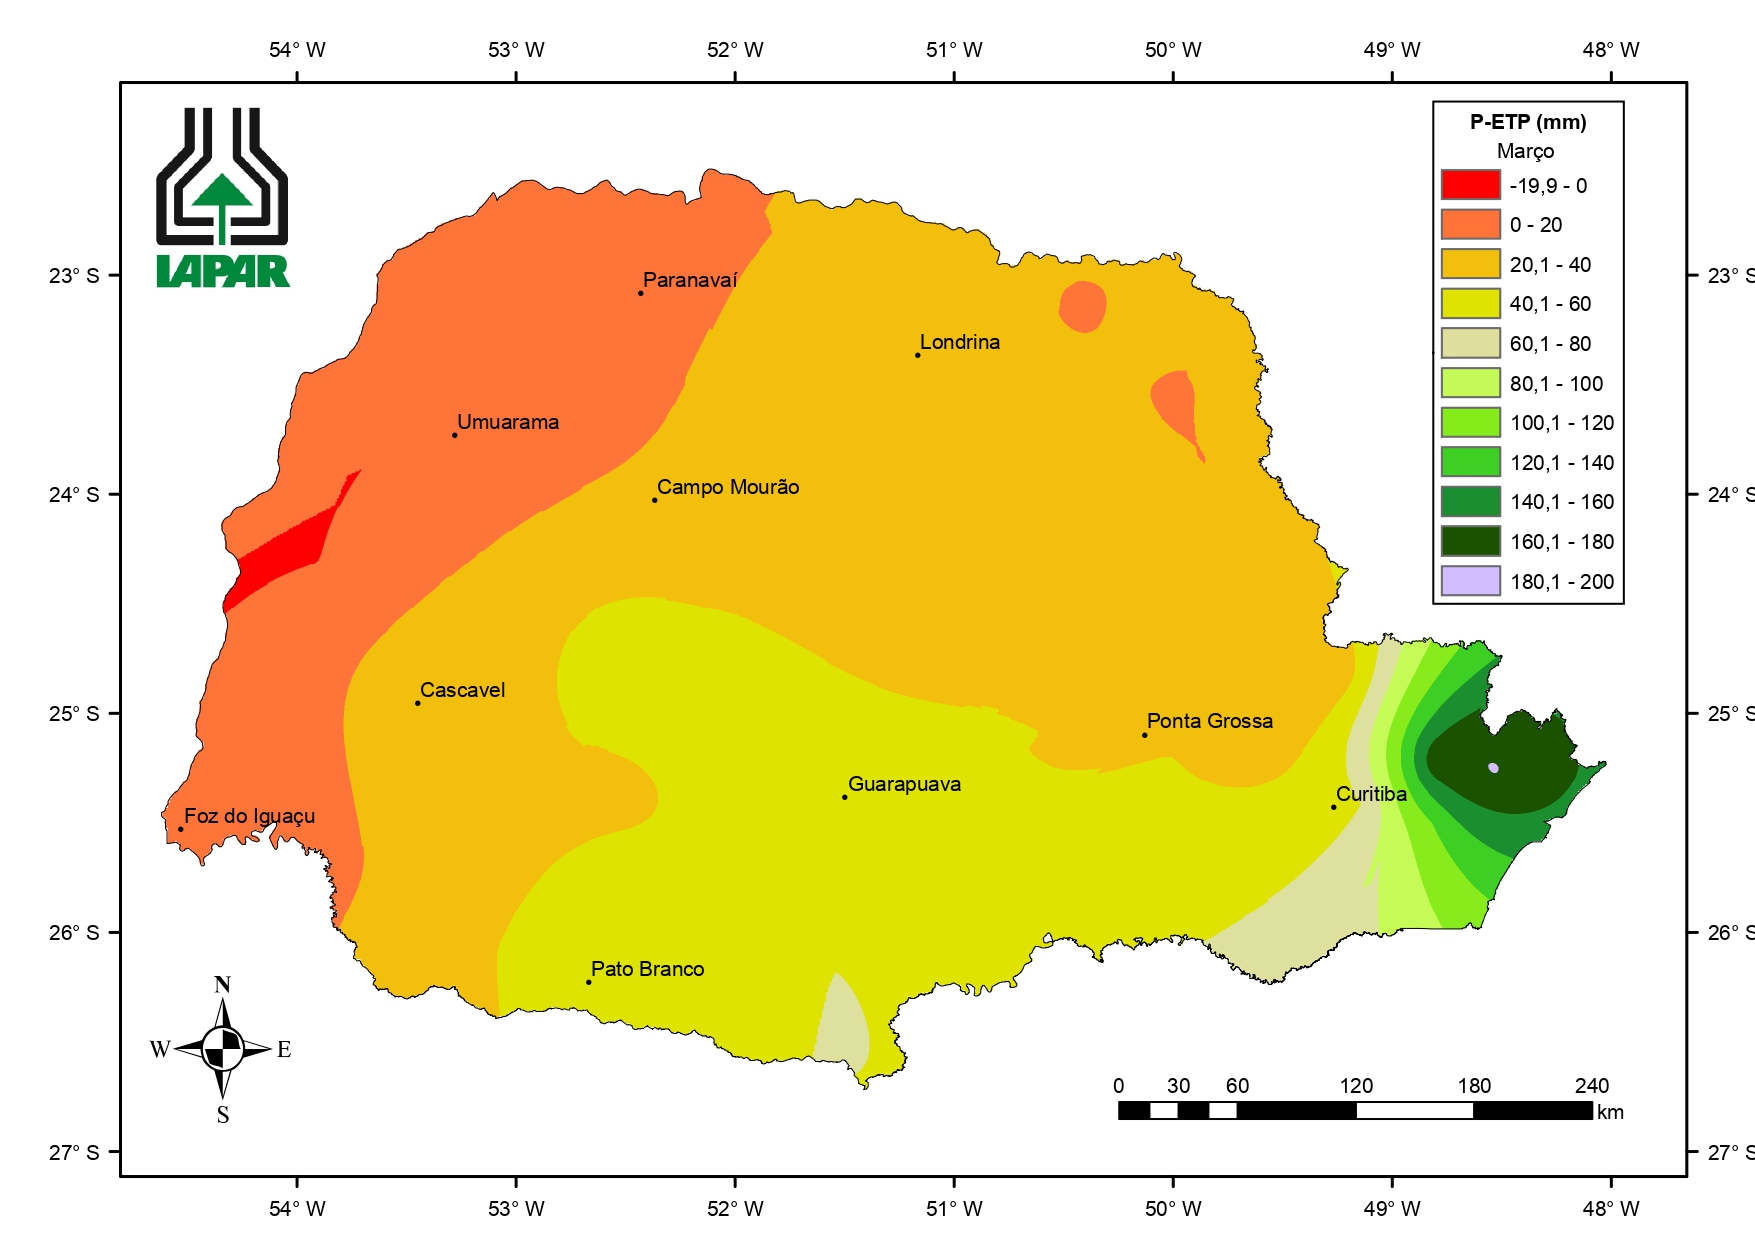 54° W 53° W 52° W 51° W 50° W 49° W 48° W
IAPAR
P-ETP (mm)
Março
-19,9 - 0
0 - 20
20,1 - 40
40,1 - 60
60,1 - 80
80,1 - 100
100,1 - 120
120,1 - 140
140,1 - 160
160,1 - 180
180,1 - 200
23° S 23° S
Paranavaí
Londrina
Umuarama
Campo Mourão
24° S 24° S
Cascavel
25° S 25° S
Ponta Grossa
Guarapuava
Curitiba
Foz do Iguaçu
26° S 26° S
Pato Branco
N
W E
S
0 30 60 120 180 240
km
27° S 27° S
54° W 53° W 52° W 51° W 50° W 49° W 48° W